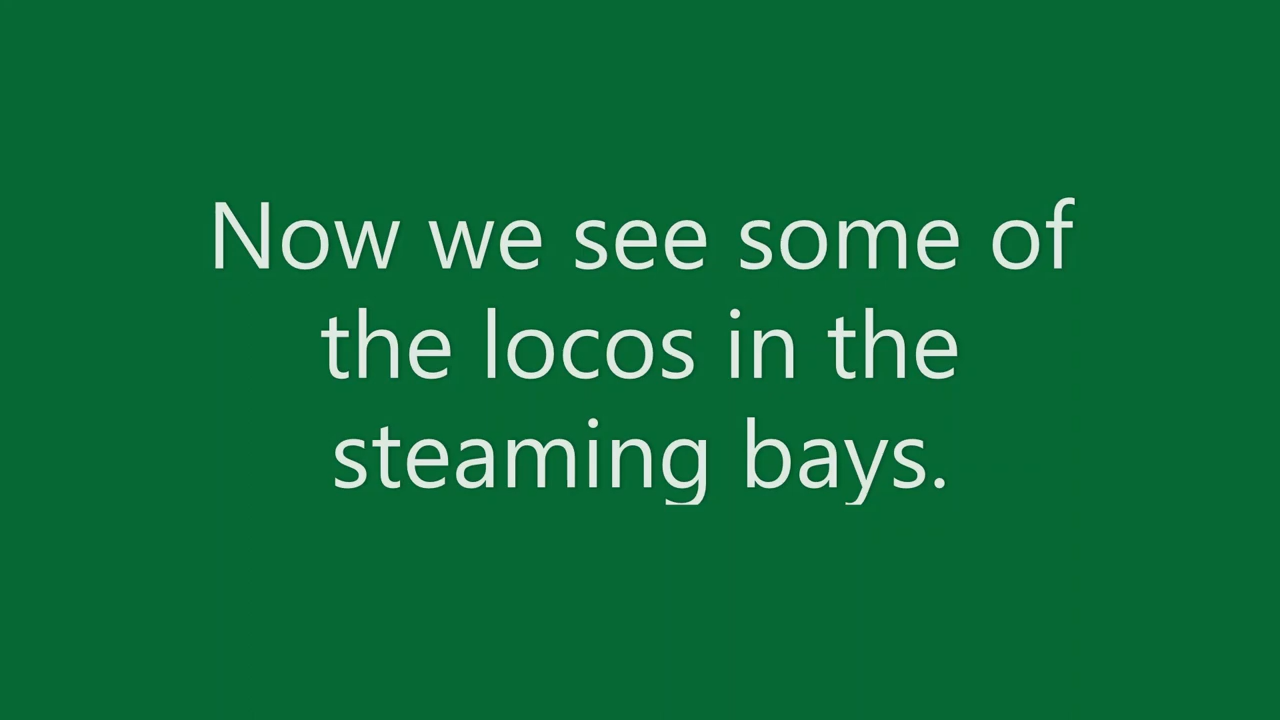 Now we see some of
the locos in the
steaming bays.